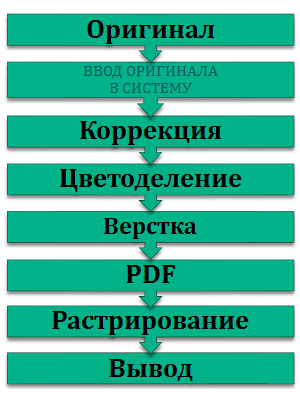 Оригинал
ВВОД ОРИГИНАЛА
В СИСТЕМУ
Коррекция
Цветоделение
Верстка
PDF
Растрирование
Вывод